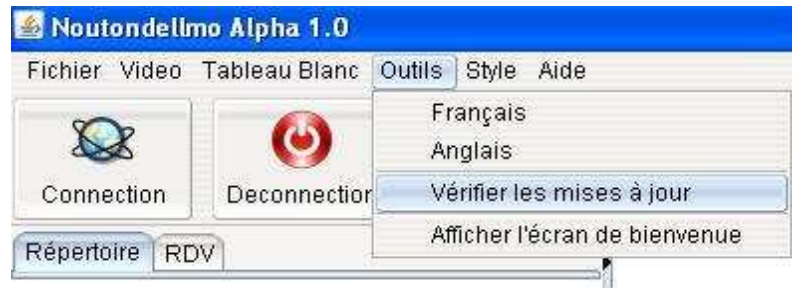 Noutondellmo Alpha 1.0
Fichier Video Tableau Blanc Outils Style Aide
Français
Anglais
Vérifier les mises à jour
Afficher l'écran de bienvenue
Connection Deconnection
Répertoire RDV